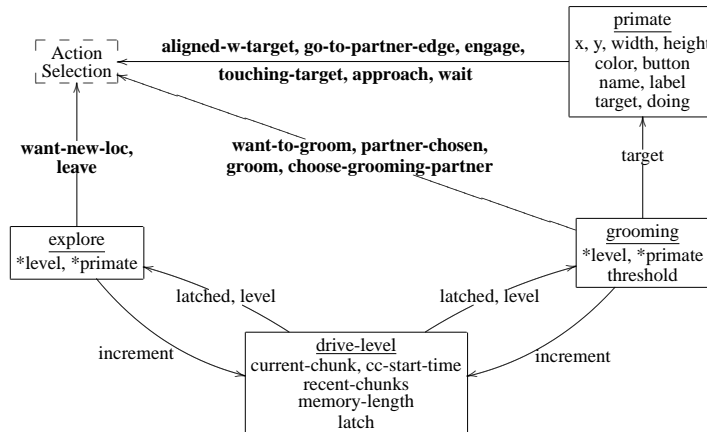 primate
x, y, width, height
color, button
name, label
target, doing
Action
Selection
aligned-w-target, go-to-partner-edge, engage,
touching-target, approach, wait
want-new-loc,
leave
want-to-groom, partner-chosen,
groom, choose-grooming-partner
target
explore
*level, *primate
grooming
*level, *primate
threshold
latched, level
latched, level
increment
increment
drive-level
current-chunk, cc-start-time
recent-chunks
memory-length
latch